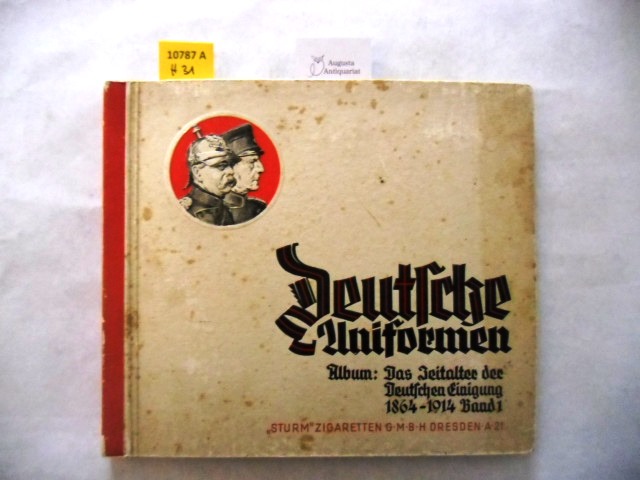 10787 A
H 31
Augusta
Antiquariat
Deutsche
Uniformen
Album: Das Zeitalter der
Deutschen Einigung
1864-1914 Band 1
„STURM" ZIGARETTEN G·M·B·H DRESDEN·A·21